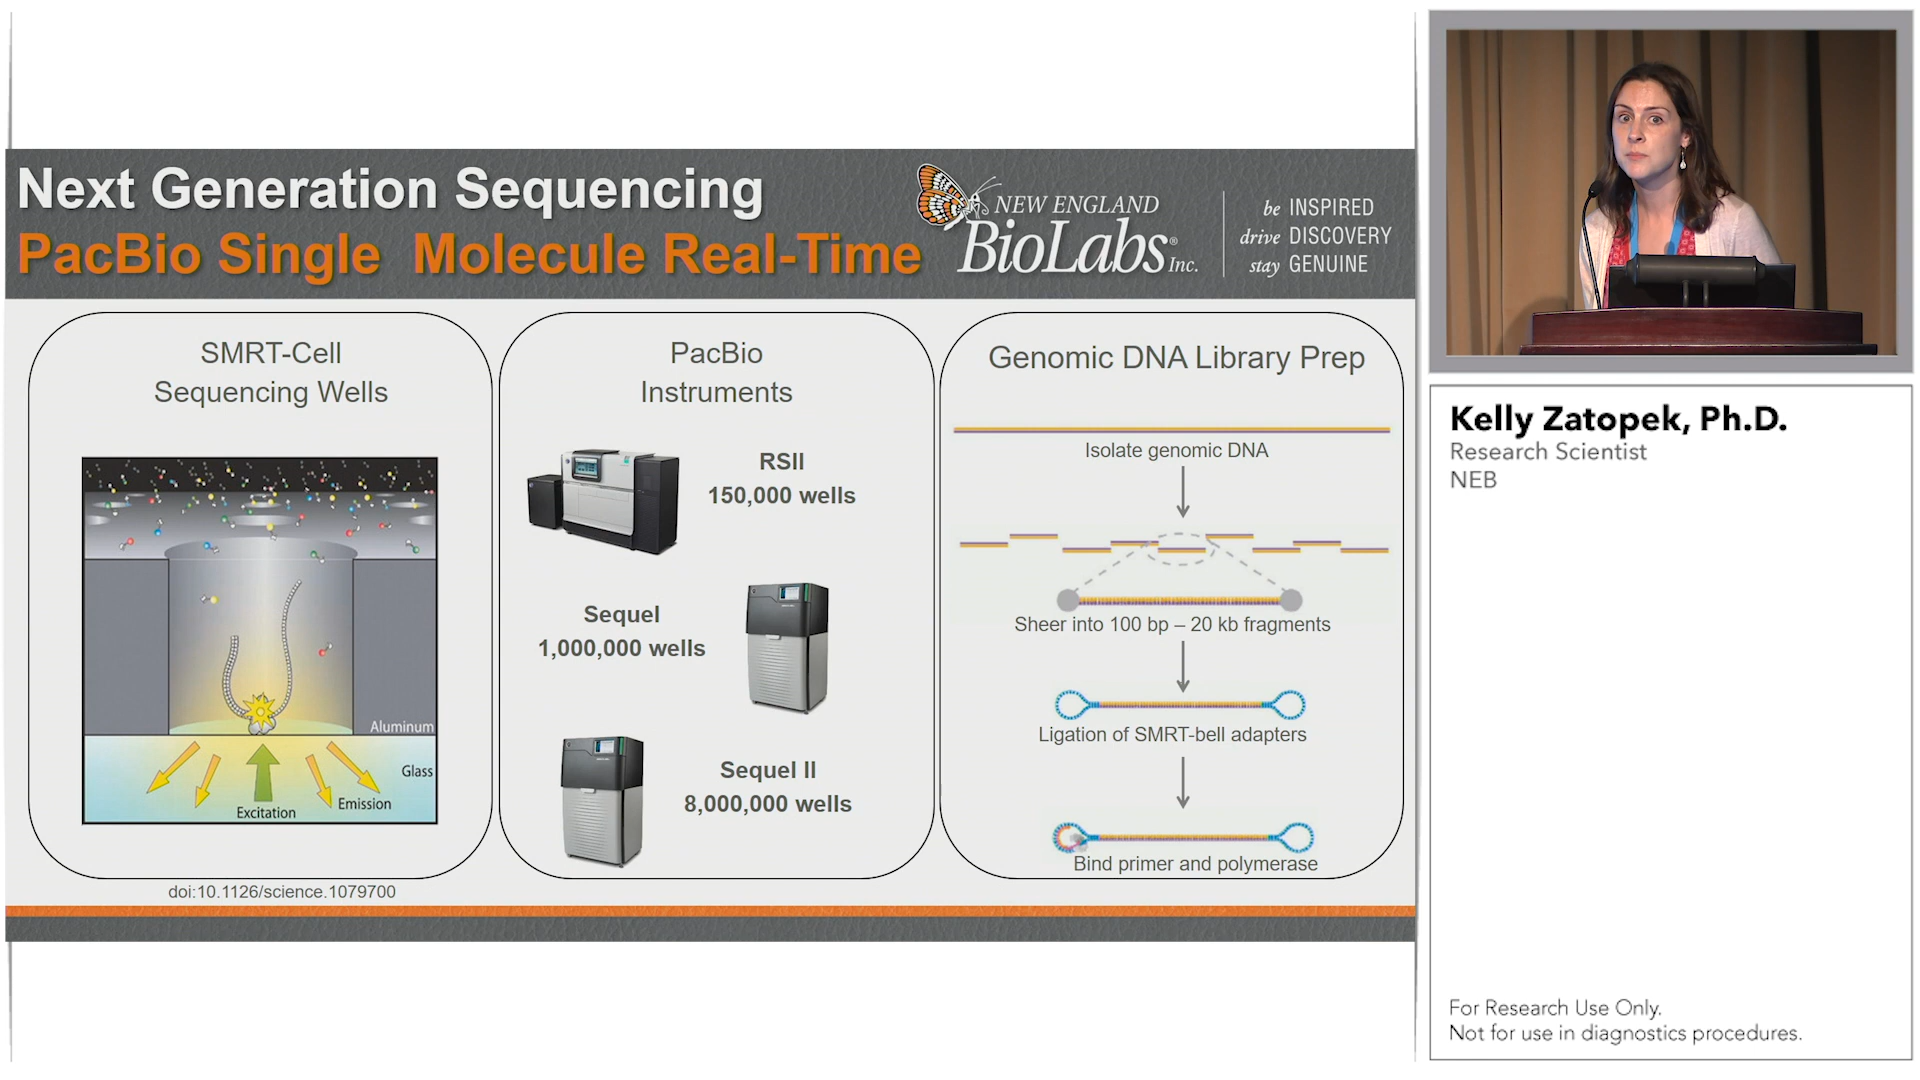 Next Generation Sequencing
PacBio Single Molecule Real-Time
NEW ENGLAND
BioLabs® Inc.
be INSPIRED
drive DISCOVERY
stay GENUINE
SMRT-Cell
Sequencing Wells
Aluminum
Glass
Emission
Excitation
doi:10.1126/science.1079700
PacBio
Instruments
RSII
150,000 wells
Sequel
1,000,000 wells
Sequel II
8,000,000 wells
Genomic DNA Library Prep
Isolate genomic DNA
Sheer into 100 bp – 20 kb fragments
Ligation of SMRT-bell adapters
Bind primer and polymerase
Kelly Zatopek, Ph.D.
Research Scientist
NEB
For Research Use Only.
Not for use in diagnostics procedures.